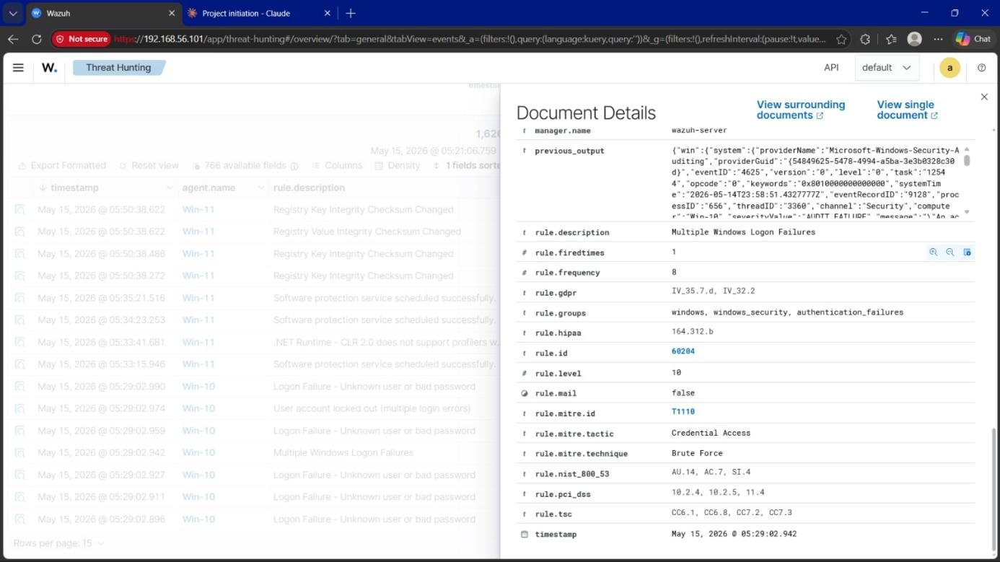 Wazuh
Project initiation - Claude
Not secure
https://192.168.56.101/app/threat-hunting#/overview/?tab=general&tabView=events&_a=(filters:!(),query:(language:kuery,query:''))&_g=(filters:!(),refreshInterval:(pause:!t,value...
Chat
W.
Threat Hunting
API
default
a
Document Details
View surrounding documents
View single document
1,626
May 15, 2026 @ 05:21:06.759
Export Formatted
Reset view
766 available fields
Columns
Density
1 fields sorte
timestamp agent.name rule.description
May 15, 2026 @ 05:50:38.622 Win-11 Registry Key Integrity Checksum Changed
May 15, 2026 @ 05:50:38.622 Win-11 Registry Value Integrity Checksum Changed
May 15, 2026 @ 05:50:38.486 Win-11 Registry Key Integrity Checksum Changed
May 15, 2026 @ 05:50:38.272 Win-11 Registry Key Integrity Checksum Changed
May 15, 2026 @ 05:35:21.516 Win-11 Software protection service scheduled successfully.
May 15, 2026 @ 05:34:23.253 Win-11 Software protection service scheduled successfully.
May 15, 2026 @ 05:33:41.681 Win-11 .NET Runtime - CLR 2.0 does not support profilers w.
May 15, 2026 @ 05:33:15.946 Win-11 Software protection service scheduled successfully.
May 15, 2026 @ 05:29:02.990 Win-10 Logon Failure - Unknown user or bad password
May 15, 2026 @ 05:29:02.974 Win-10 User account locked out (multiple login errors)
May 15, 2026 @ 05:29:02.959 Win-10 Logon Failure - Unknown user or bad password
May 15, 2026 @ 05:29:02.942 Win-10 Multiple Windows Logon Failures
May 15, 2026 @ 05:29:02.927 Win-10 Logon Failure - Unknown user or bad password
May 15, 2026 @ 05:29:02.911 Win-10 Logon Failure - Unknown user or bad password
May 15, 2026 @ 05:29:02.896 Win-10 Logon Failure - Unknown user or bad password
Rows per page: 15
t manager.name wazuh-server
t previous_output {"win":{"system":{"providerName":"Microsoft-Windows-Security-A
uditing","providerGuid":"{54849625-5478-4994-a5ba-3e3b0328c30
d}","eventID":"4625","version":"0","level":"0","task":"1254
4","opcode":"0","keywords":"0x8010000000000000","systemTim
e":"2026-05-14T23:58:51.4327777Z","eventRecordID":"9128","proc
essID":"656","threadID":"3360","channel":"Security","compute
r":"Win-10","severityValue":"AUDIT_FAILURE","message":"\"An ac
t rule.description Multiple Windows Logon Failures
# rule.firedtimes 1
# rule.frequency 8
t rule.gdpr IV_35.7.d, IV_32.2
t rule.groups windows, windows_security, authentication_failures
t rule.hipaa 164.312.b
t rule.id 60204
# rule.level 10
rule.mail false
t rule.mitre.id T1110
t rule.mitre.tactic Credential Access
t rule.mitre.technique Brute Force
t rule.nist_800_53 AU.14, AC.7, SI.4
t rule.pci_dss 10.2.4, 10.2.5, 11.4
t rule.tsc CC6.1, CC6.8, CC7.2, CC7.3
timestamp May 15, 2026 @ 05:29:02.942